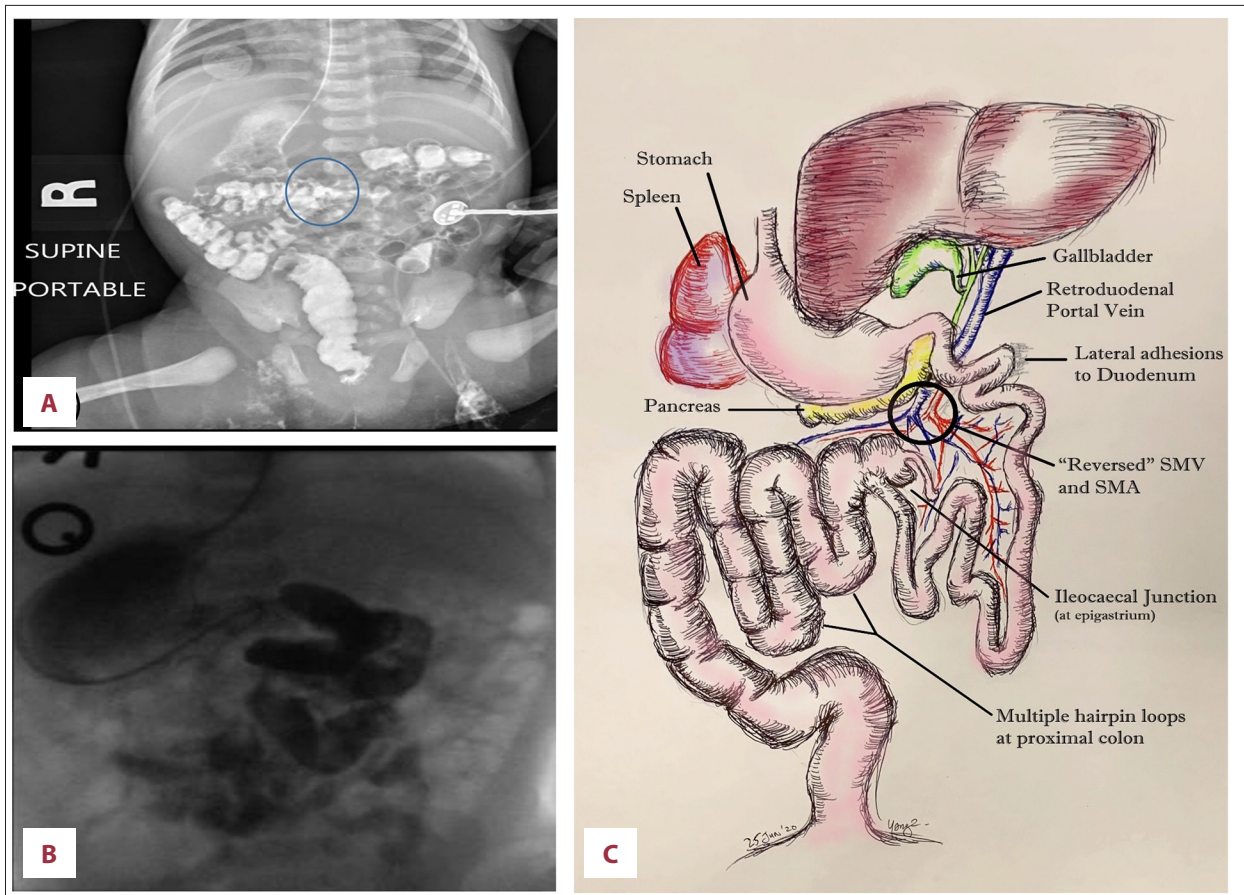 R
SUPINE
PORTABLE
A
B
C
Stomach
Spleen
Gallbladder
Retroduodenal
Portal Vein
Lateral adhesions
to Duodenum
Pancreas
“Reversed” SMV
and SMA
Ileocaecal Junction
(at epigastrium)
Multiple hairpin loops
at proximal colon
25 Jun '20